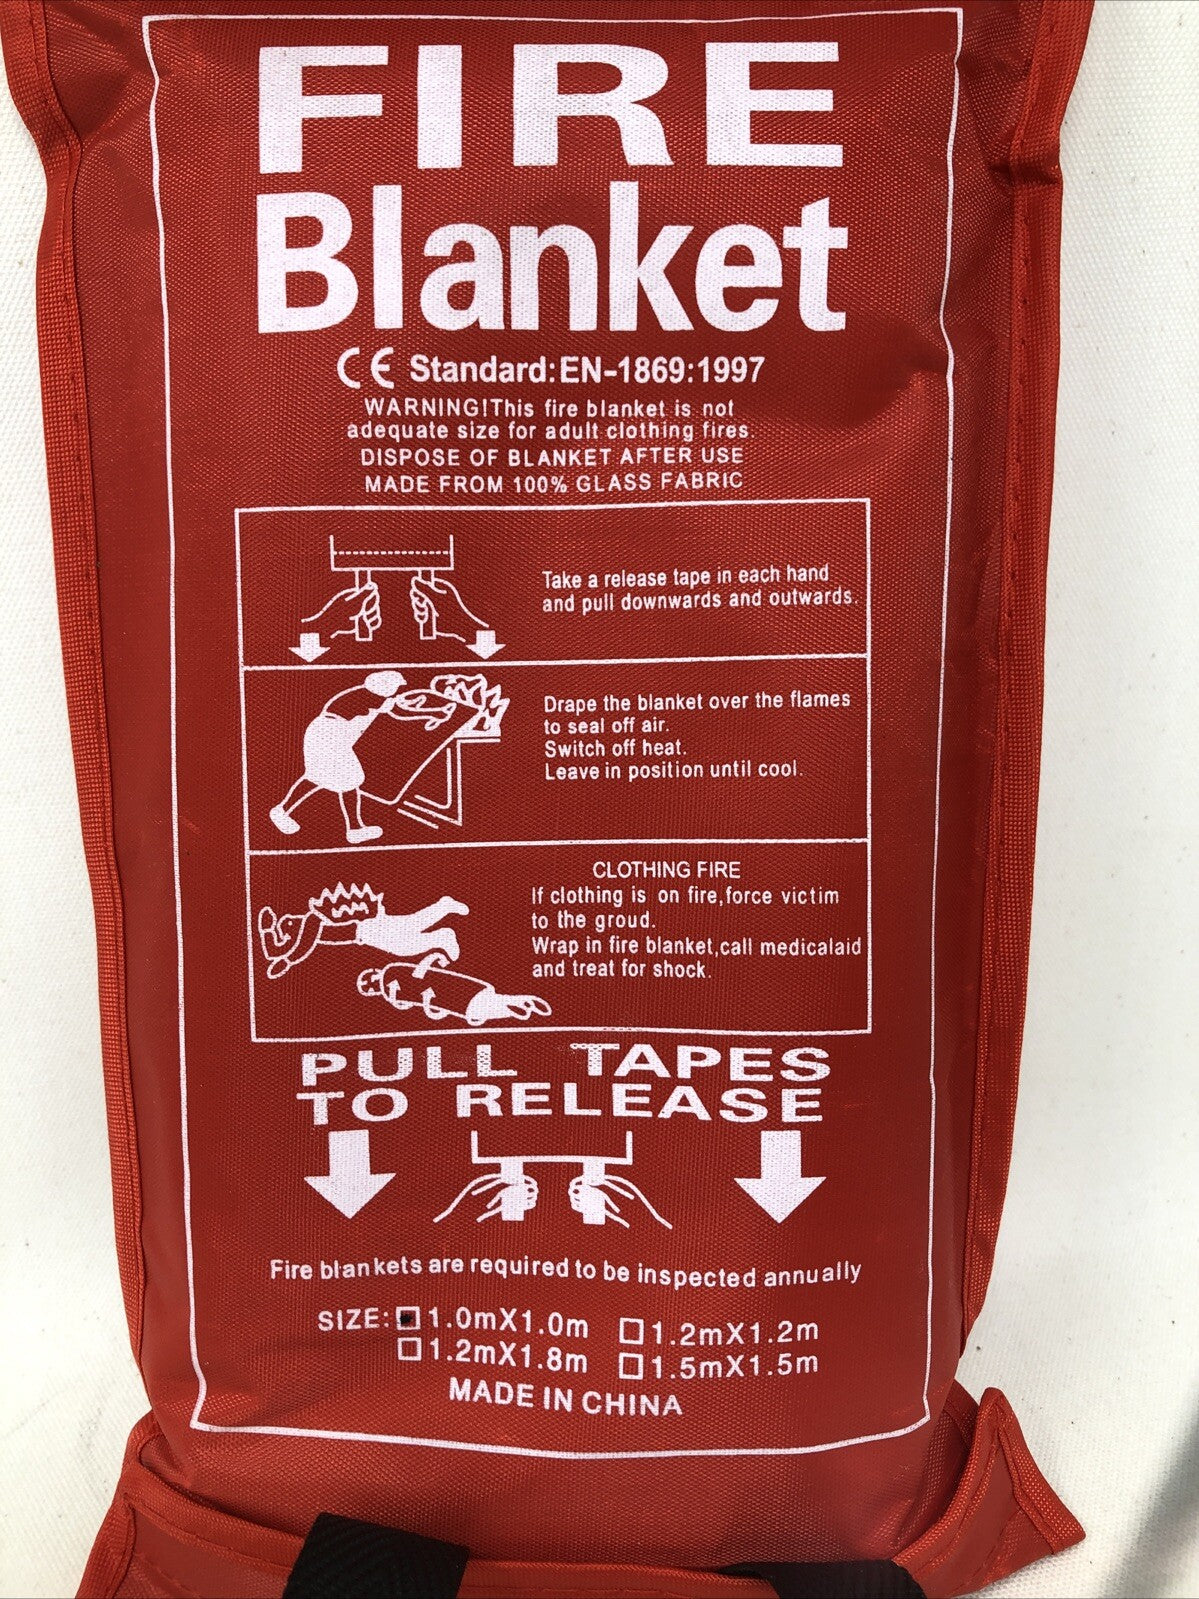 FIRE
Blanket
CE Standard:EN-1869:1997
WARNING!This fire blanket is not
adequate size for adult clothing fires.
DISPOSE OF BLANKET AFTER USE
MADE FROM 100% GLASS FABRIC
Take a release tape in each hand
and pull downwards and outwards.
Drape the blanket over the flames
to seal off air.
Switch off heat.
Leave in position until cool.
CLOTHING FIRE
If clothing is on fire,force victim
to the groud.
Wrap in fire blanket,call medicalaid
and treat for shock.
PULL TAPES
TO RELEASE
Fire blankets are required to be inspected annually
SIZE: 1.0mX1.0m 1.2mX1.2m
1.2mX1.8m 1.5mX1.5m
MADE IN CHINA